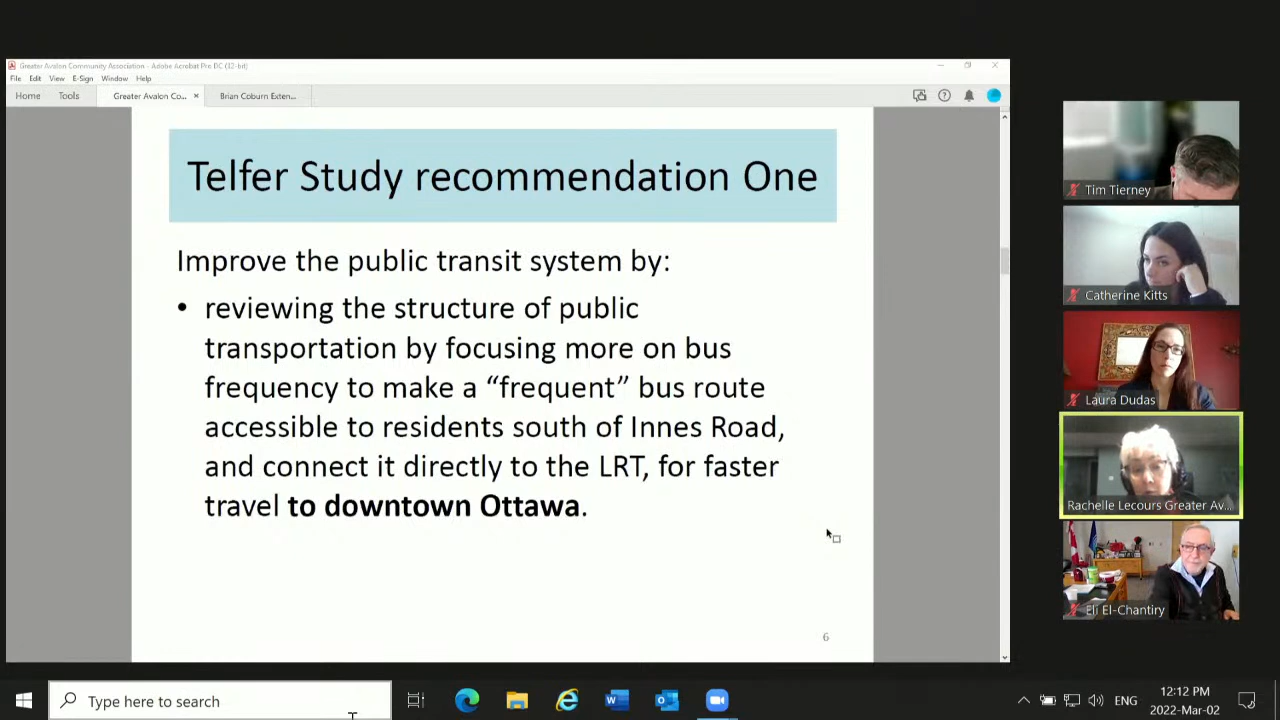 Greater Avalon Community Association - Adobe Acrobat Pro DC (32-bit)
File Edit View E-Sign Window Help
Home Tools Greater Avalon Co... × Brian Coburn Exten...
Telfer Study recommendation One
Improve the public transit system by:
• reviewing the structure of public
transportation by focusing more on bus
frequency to make a “frequent” bus route
accessible to residents south of Innes Road,
and connect it directly to the LRT, for faster
travel to downtown Ottawa.
6
Tim Tierney
Catherine Kitts
Laura Dudas
Rachelle Lecours Greater Av...
Eli El-Chantiry
Type here to search
ENG
12:12 PM
2022-Mar-02